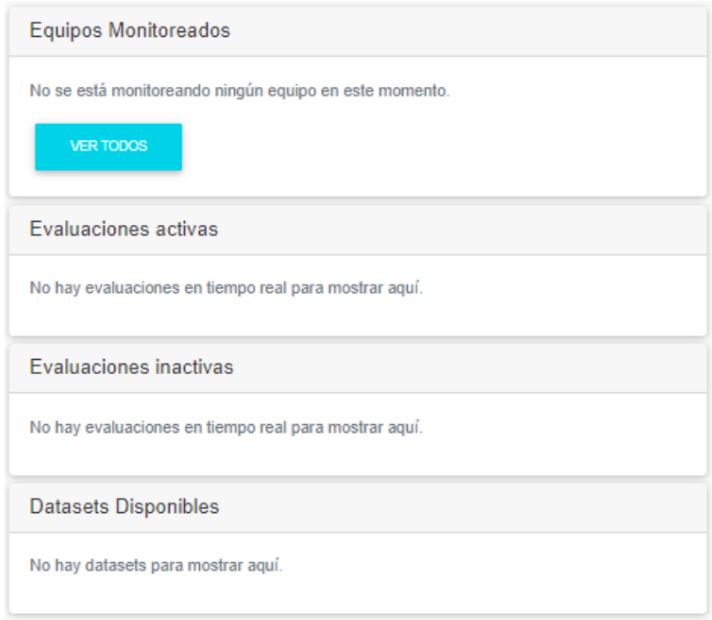 Equipos Monitoreados
No se está monitoreando ningún equipo en este momento.
VER TODOS
Evaluaciones activas
No hay evaluaciones en tiempo real para mostrar aquí.
Evaluaciones inactivas
No hay evaluaciones en tiempo real para mostrar aquí.
Datasets Disponibles
No hay datasets para mostrar aquí.